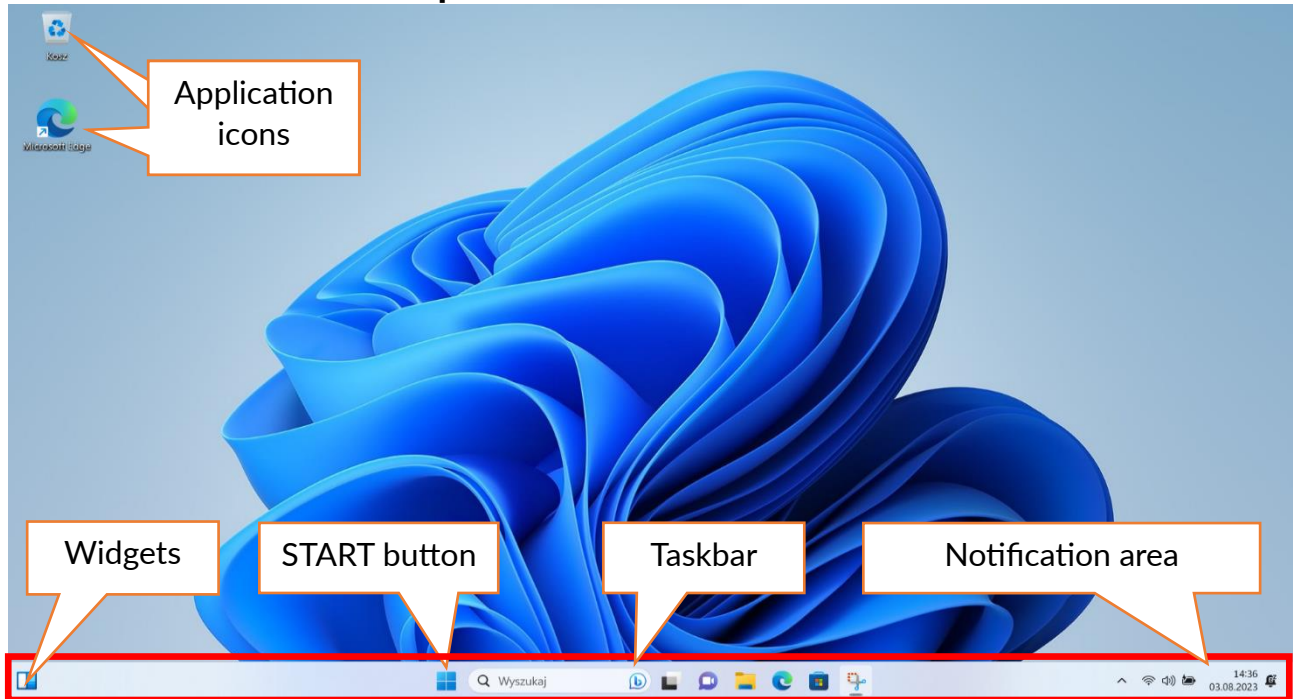 Kosz
Application
icons
Microsoft Edge
Widgets
START button
Taskbar
Notification area
Wyszukaj
14:36
03.08.2023